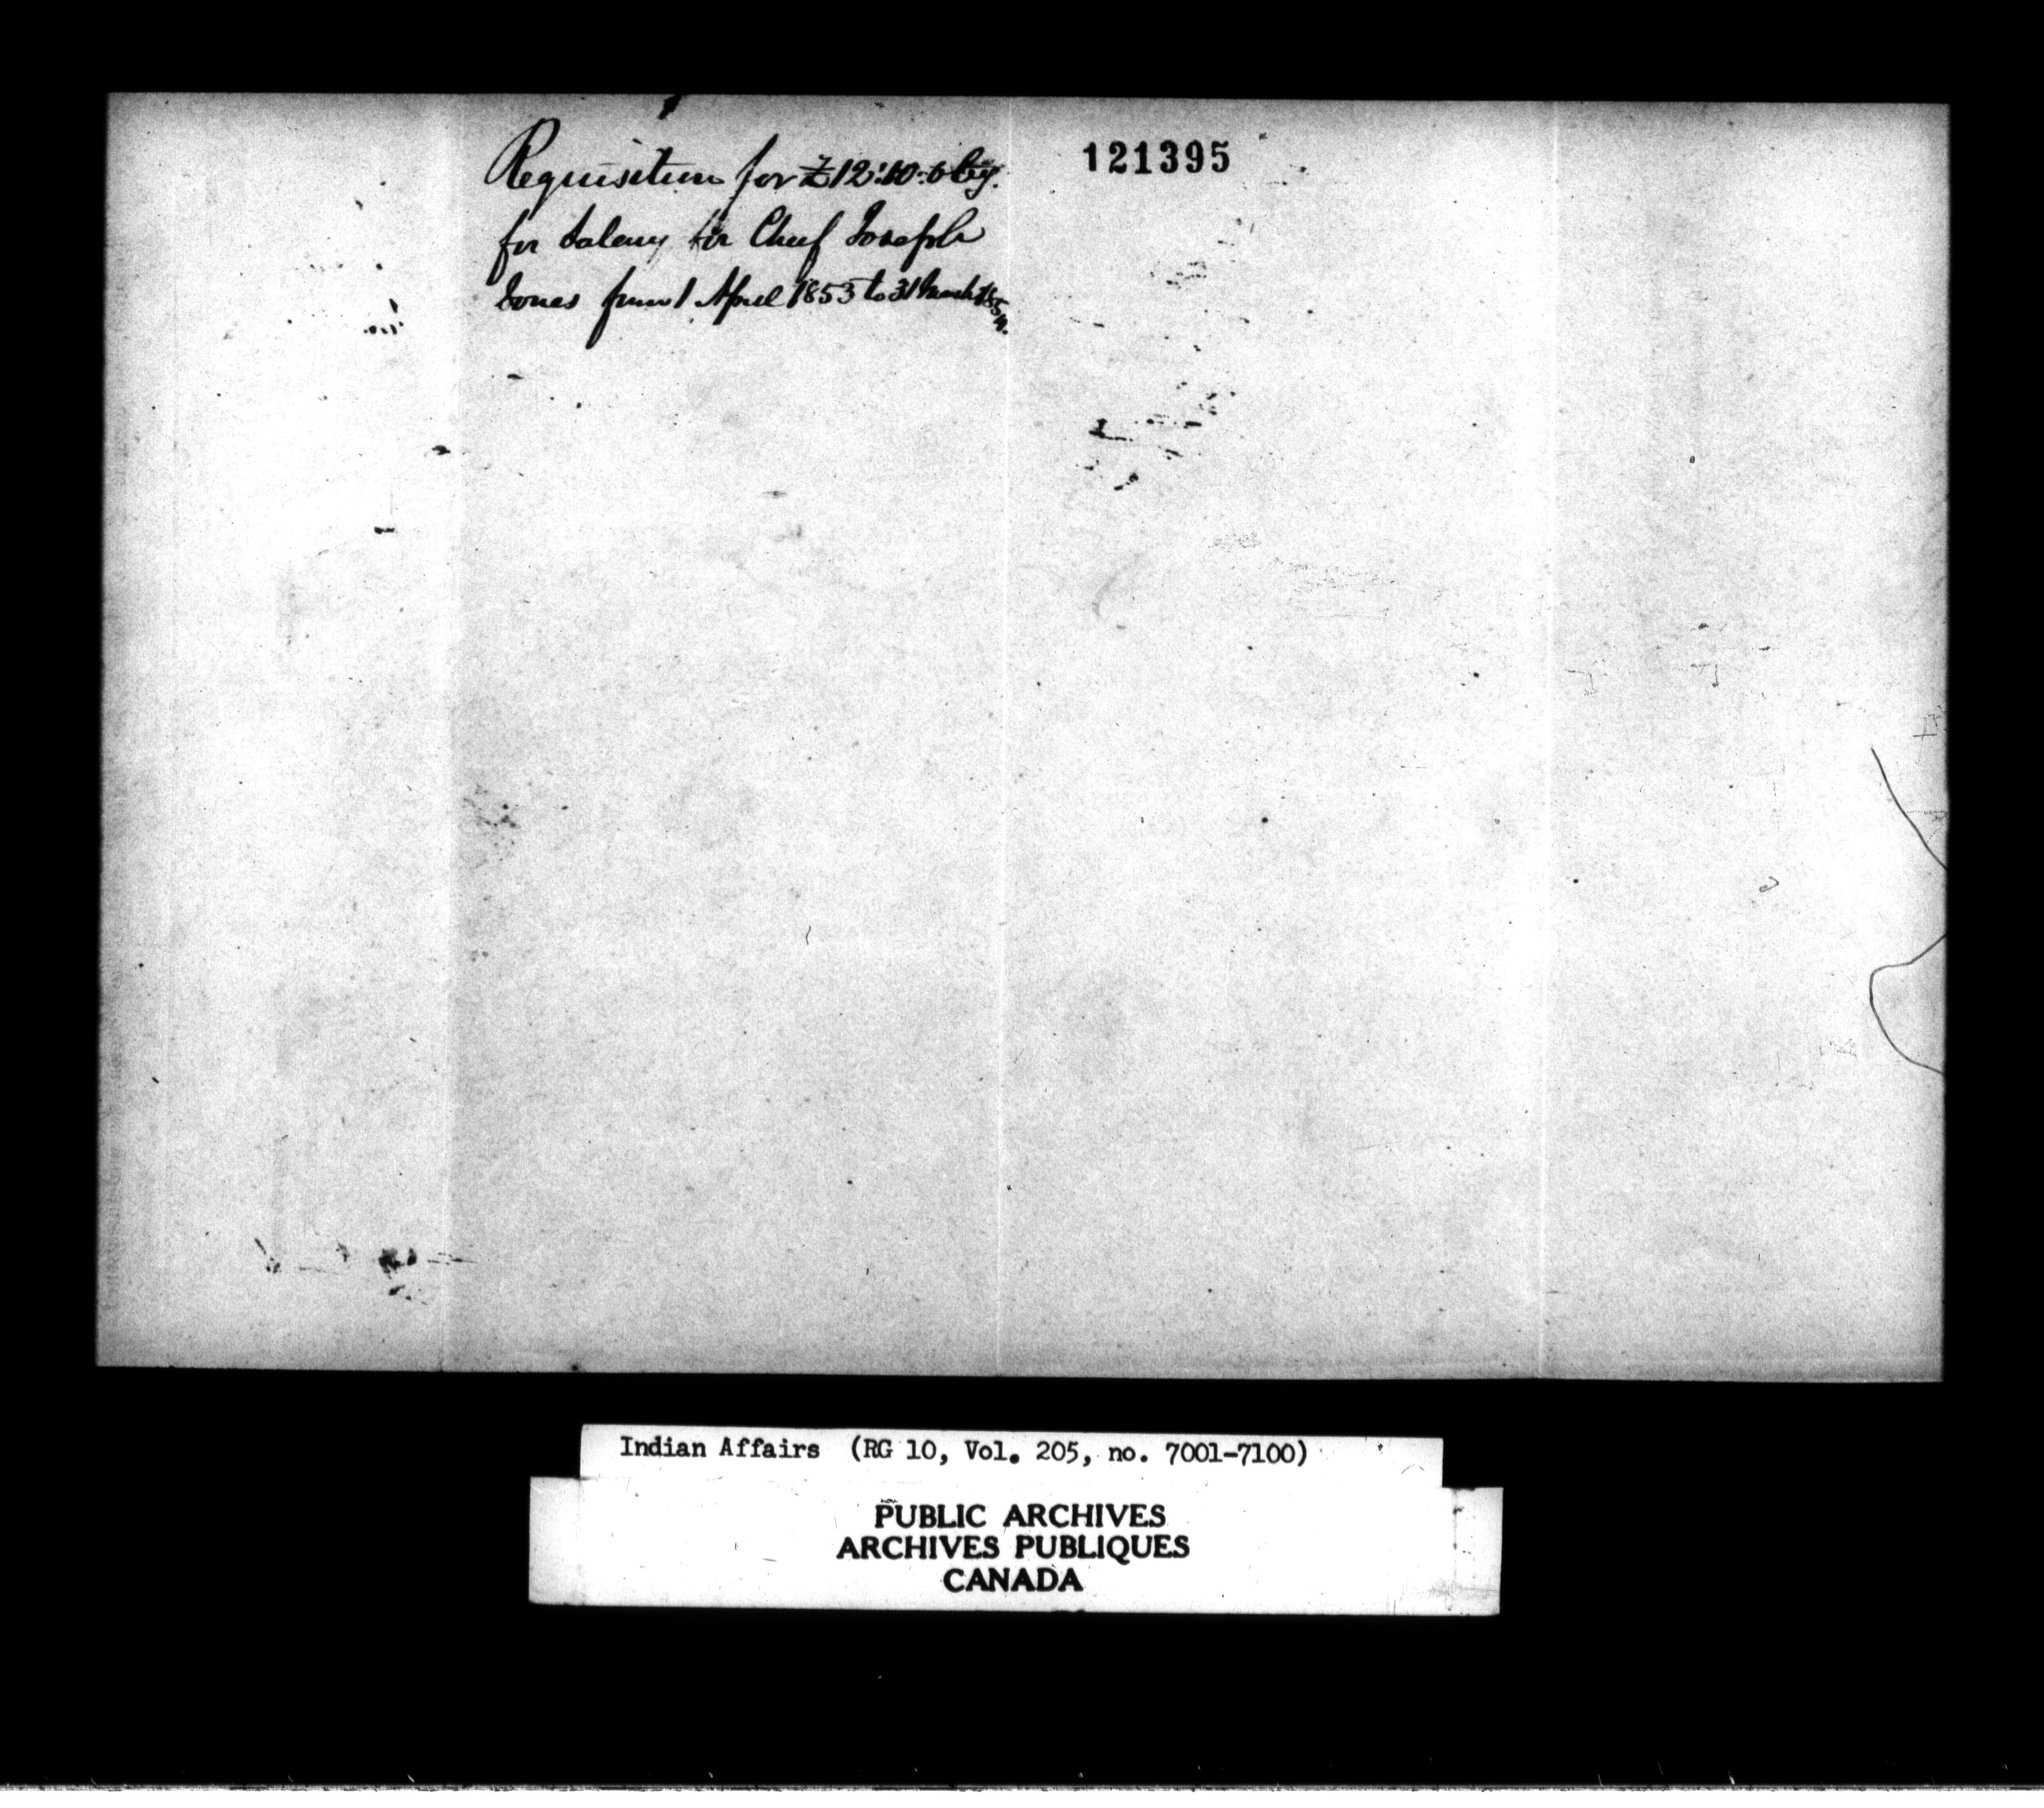 Requisition for £12:10:0 Cy.
for Salary for Chief Joseph
Jones from 1 April 1853 to 31 March 1854.
121395
Indian Affairs (RG 10, Vol. 205, no. 7001-7100)
PUBLIC ARCHIVES
ARCHIVES PUBLIQUES
CANADA